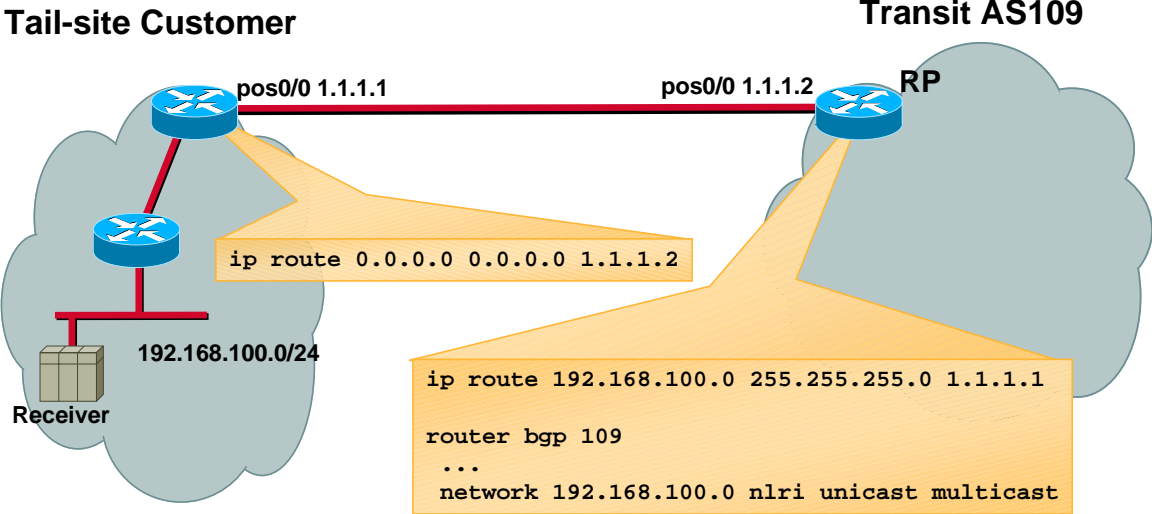 Tail-site Customer
Transit AS109
pos0/0 1.1.1.1
pos0/0 1.1.1.2
RP
ip route 0.0.0.0 0.0.0.0 1.1.1.2
192.168.100.0/24
Receiver
ip route 192.168.100.0 255.255.255.0 1.1.1.1
router bgp 109
...
network 192.168.100.0 nlri unicast multicast